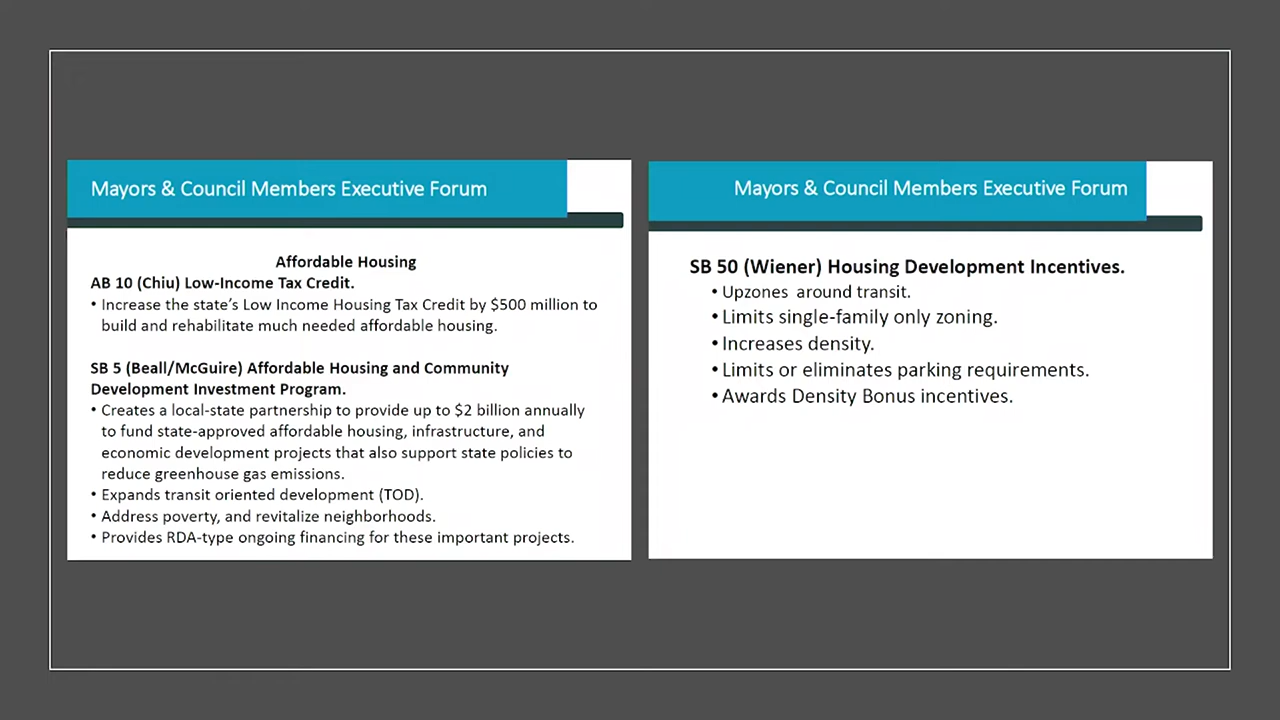 Mayors & Council Members Executive Forum
Affordable Housing
AB 10 (Chiu) Low-Income Tax Credit.
• Increase the state's Low Income Housing Tax Credit by $500 million to
build and rehabilitate much needed affordable housing.
SB 5 (Beall/McGuire) Affordable Housing and Community
Development Investment Program.
• Creates a local-state partnership to provide up to $2 billion annually
to fund state-approved affordable housing, infrastructure, and
economic development projects that also support state policies to
reduce greenhouse gas emissions.
• Expands transit oriented development (TOD).
• Address poverty, and revitalize neighborhoods.
• Provides RDA-type ongoing financing for these important projects.
Mayors & Council Members Executive Forum
SB 50 (Wiener) Housing Development Incentives.
• Upzones around transit.
• Limits single-family only zoning.
• Increases density.
• Limits or eliminates parking requirements.
• Awards Density Bonus incentives.